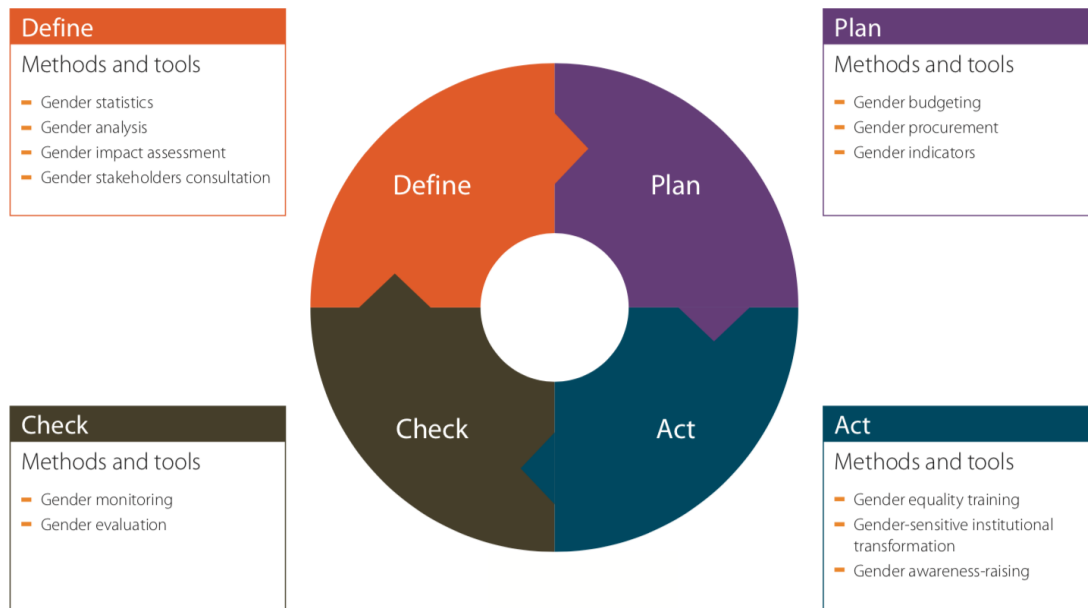 Define
Methods and tools
Gender statistics
Gender analysis
Gender impact assessment
Gender stakeholders consultation
Plan
Methods and tools
Gender budgeting
Gender procurement
Gender indicators
Define
Plan
Check
Act
Check
Methods and tools
Gender monitoring
Gender evaluation
Act
Methods and tools
Gender equality training
Gender-sensitive institutional
transformation
Gender awareness-raising